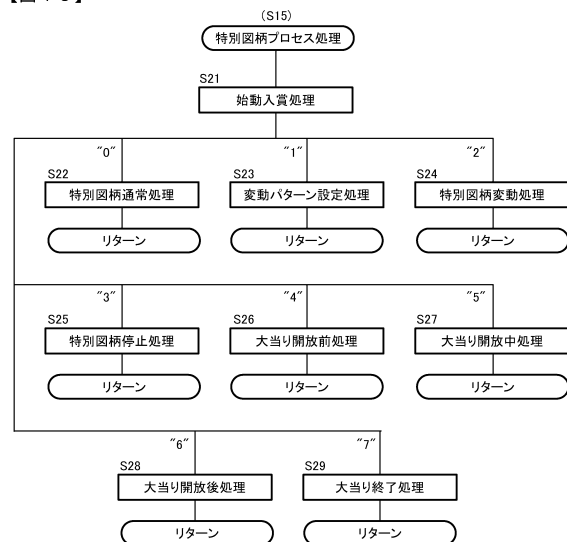 (S15)
特別図柄プロセス処理
S21
始動入賞処理
"0" "1" "2"
S22 S23 S24
特別図柄通常処理 変動パターン設定処理 特別図柄変動処理
リターン リターン リターン
"3" "4" "5"
S25 S26 S27
特別図柄停止処理 大当り開放前処理 大当り開放中処理
リターン リターン リターン
"6" "7"
S28 S29
大当り開放後処理 大当り終了処理
リターン リターン